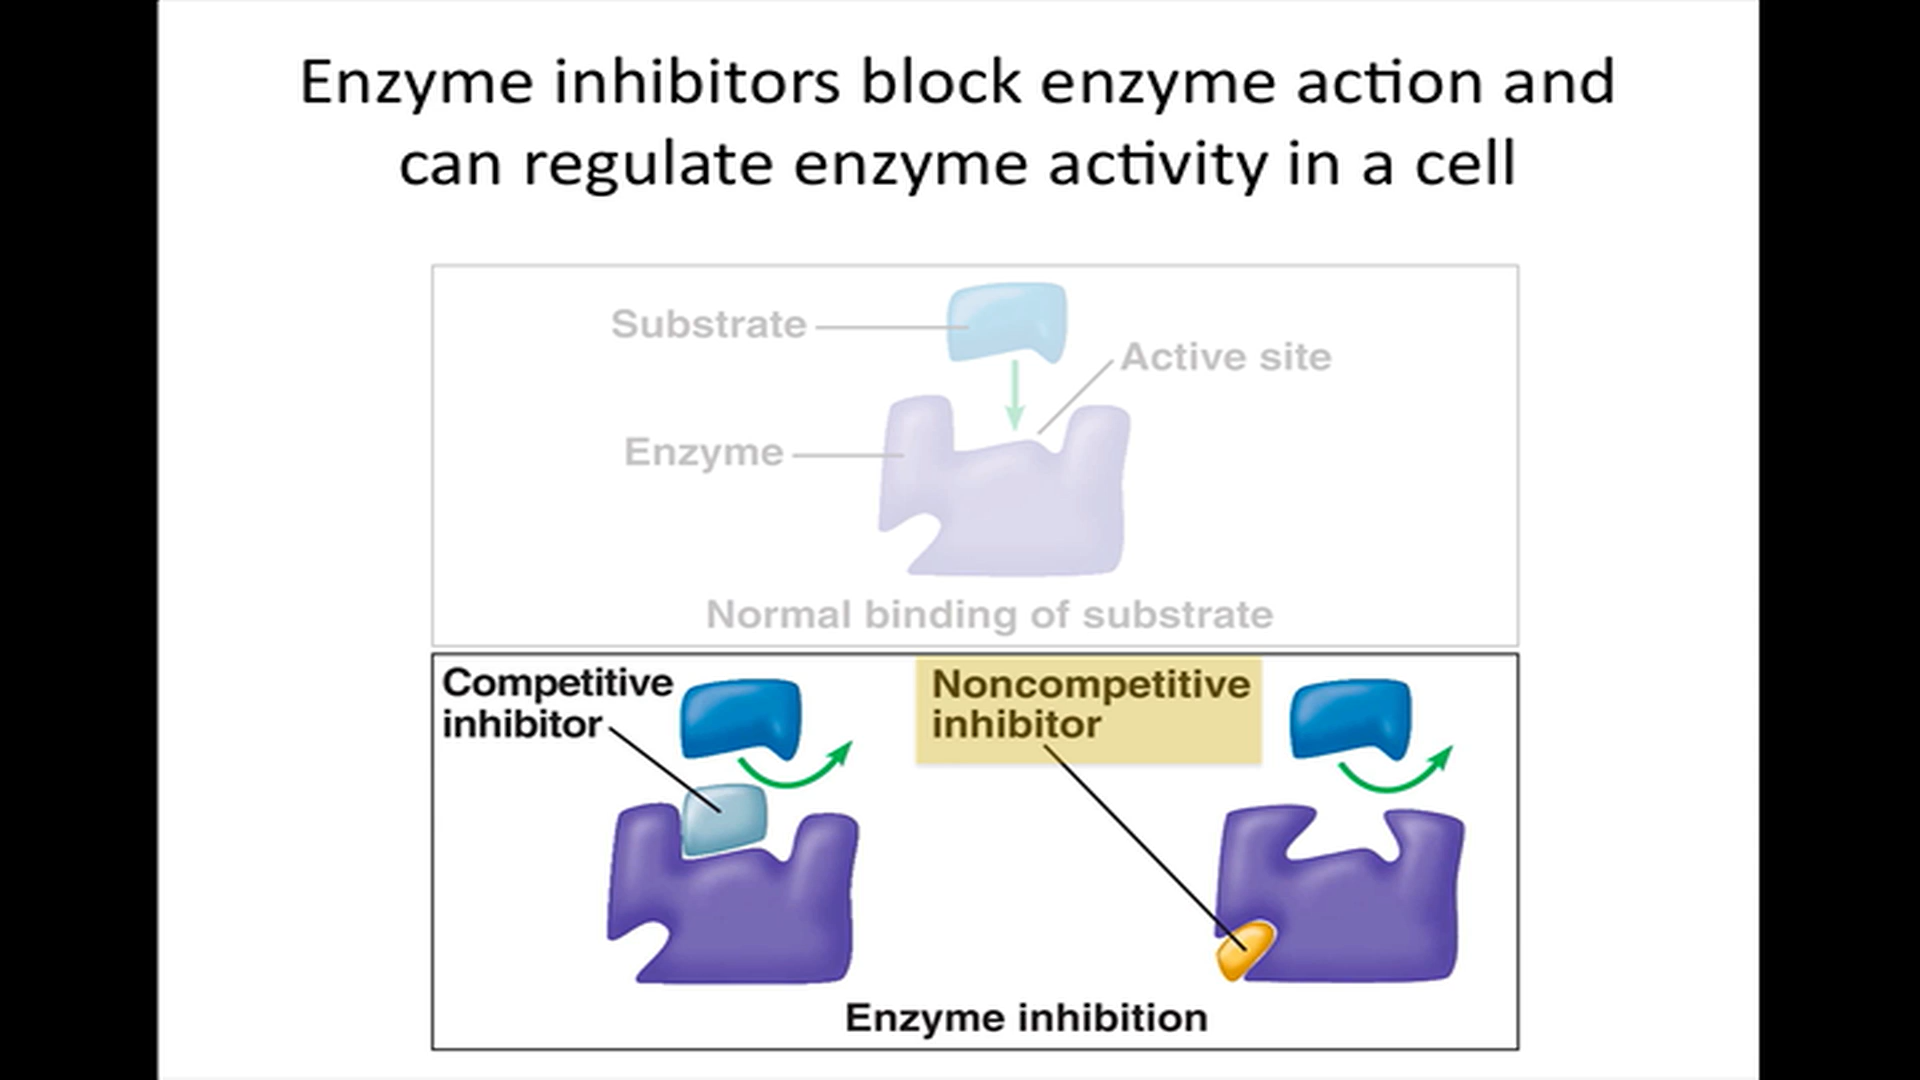 Enzyme inhibitors block enzyme action and
can regulate enzyme activity in a cell
Substrate
Active site
Enzyme
Normal binding of substrate
Competitive
inhibitor
Noncompetitive
inhibitor
Enzyme inhibition